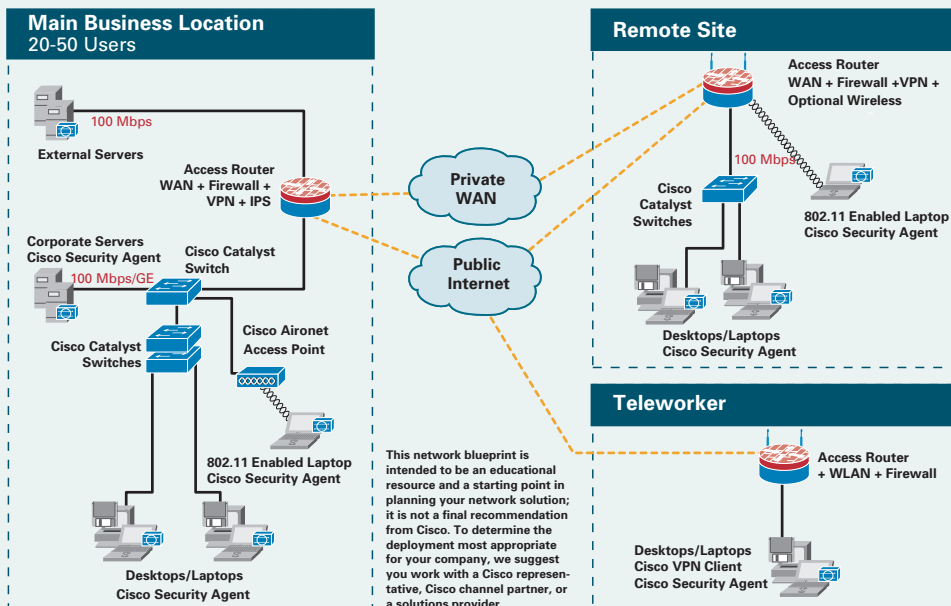 Main Business Location
20-50 Users
100 Mbps
External Servers
Access Router
WAN + Firewall +
VPN + IPS
Corporate Servers
Cisco Security Agent
100 Mbps/GE
Cisco Catalyst
Switch
Cisco Catalyst
Switches
Cisco Aironet
Access Point
802.11 Enabled Laptop
Cisco Security Agent
Desktops/Laptops
Cisco Security Agent
Private
WAN
Public
Internet
This network blueprint is
intended to be an educational
resource and a starting point in
planning your network solution;
it is not a final recommendation
from Cisco. To determine the
deployment most appropriate
for your company, we suggest
you work with a Cisco represen-
tative, Cisco channel partner, or
a solutions provider
Remote Site
Access Router
WAN + Firewall +VPN +
Optional Wireless
100 Mbps
Cisco
Catalyst
Switches
802.11 Enabled Laptop
Cisco Security Agent
Desktops/Laptops
Cisco Security Agent
Teleworker
Access Router
+ WLAN + Firewall
Desktops/Laptops
Cisco VPN Client
Cisco Security Agent